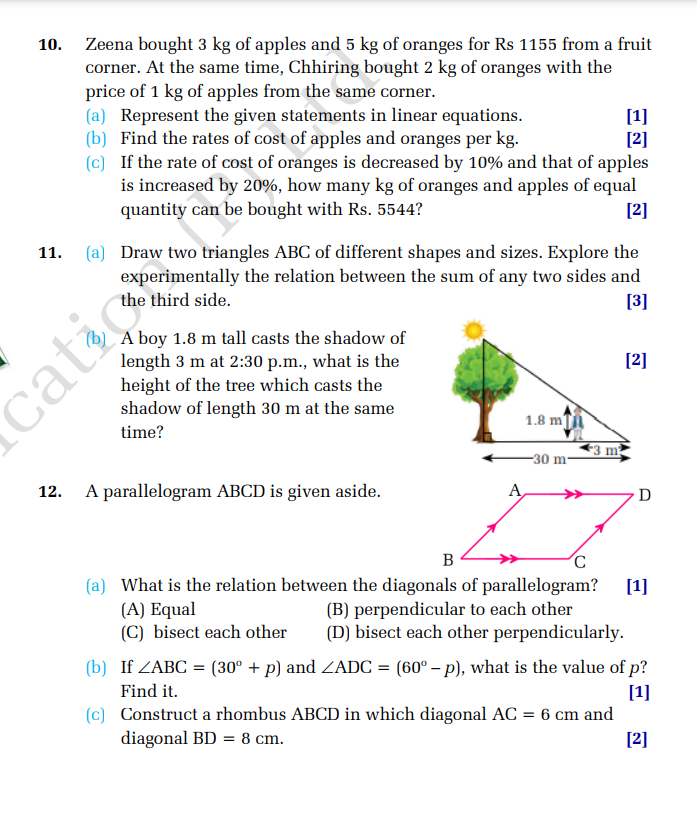 10. Zeena bought 3 kg of apples and 5 kg of oranges for Rs 1155 from a fruit
corner. At the same time, Chhiring bought 2 kg of oranges with the
price of 1 kg of apples from the same corner.
(a) Represent the given statements in linear equations. [1]
(b) Find the rates of cost of apples and oranges per kg. [2]
(c) If the rate of cost of oranges is decreased by 10% and that of apples
is increased by 20%, how many kg of oranges and apples of equal
quantity can be bought with Rs. 5544? [2]
11. (a) Draw two triangles ABC of different shapes and sizes. Explore the
experimentally the relation between the sum of any two sides and
the third side. [3]
(b) A boy 1.8 m tall casts the shadow of
length 3 m at 2:30 p.m., what is the [2]
height of the tree which casts the
shadow of length 30 m at the same
time?
1.8 m
3 m
30 m
12. A parallelogram ABCD is given aside.
A
D
B
C
(a) What is the relation between the diagonals of parallelogram? [1]
(A) Equal (B) perpendicular to each other
(C) bisect each other (D) bisect each other perpendicularly.
(b) If ∠ABC = (30° + p) and ∠ADC = (60° – p), what is the value of p?
Find it. [1]
(c) Construct a rhombus ABCD in which diagonal AC = 6 cm and
diagonal BD = 8 cm. [2]
cation (P) Ltd.